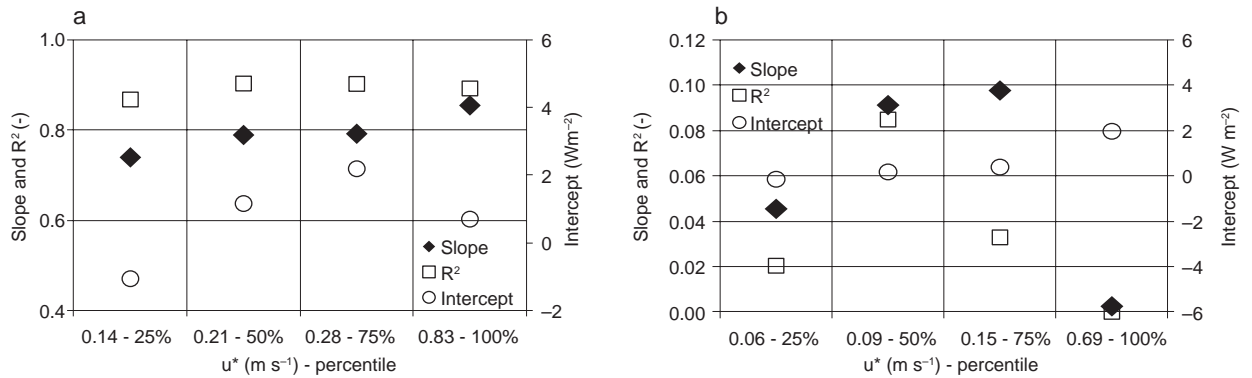 a
1.0
0.8
0.6
0.4
Slope and R² (-)
6
4
2
0
−2
Intercept (Wm−²)
Slope
R²
Intercept
0.14 - 25% 0.21 - 50% 0.28 - 75% 0.83 - 100%
u* (m s⁻¹) - percentile
b
0.12
0.10
0.08
0.06
0.04
0.02
0.00
Slope and R² (-)
6
4
2
0
−2
−4
−6
Intercept (W m⁻²)
Slope
R²
Intercept
0.06 - 25% 0.09 - 50% 0.15 - 75% 0.69 - 100%
u* (m s⁻¹) - percentile